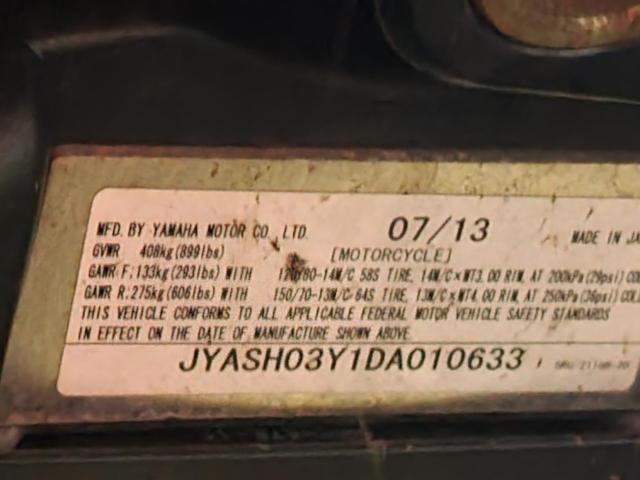 MFD. BY YAMAHA MOTOR CO., LTD. 07/13 MADE IN JA
GVWR 408kg(899lbs) [MOTORCYCLE]
GAWR F:133kg(293lbs) WITH 120/80-14M/C 58S TIRE, 14M/C×MT3.00 RIM, AT 200kPa(29psi) COL
GAWR R:275kg(606lbs) WITH 150/70-13M/C 64S TIRE, 13M/C×MT4.00 RIM, AT 250kPa(36psi) COL
THIS VEHICLE CONFORMS TO ALL APPLICABLE FEDERAL MOTOR VEHICLE SAFETY STANDARDS
IN EFFECT ON THE DATE OF MANUFACTURE SHOWN ABOVE.
JYASH03Y1DA010633